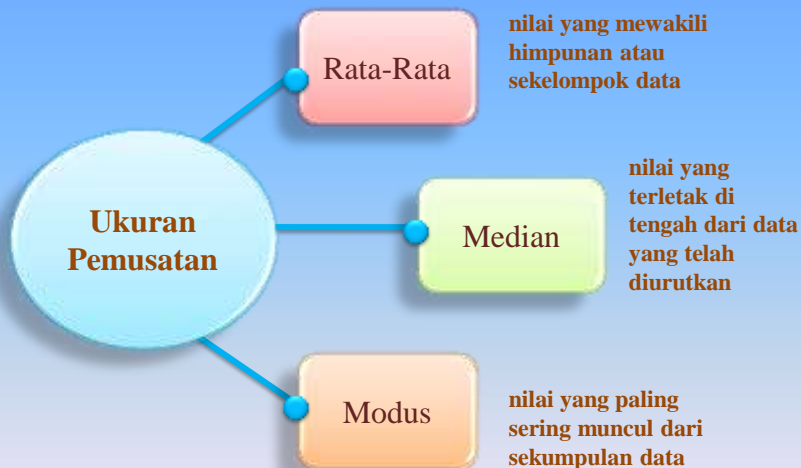 Ukuran
Pemusatan
Rata-Rata
nilai yang mewakili
himpunan atau
sekelompok data
Median
nilai yang
terletak di
tengah dari data
yang telah
diurutkan
Modus
nilai yang paling
sering muncul dari
sekumpulan data